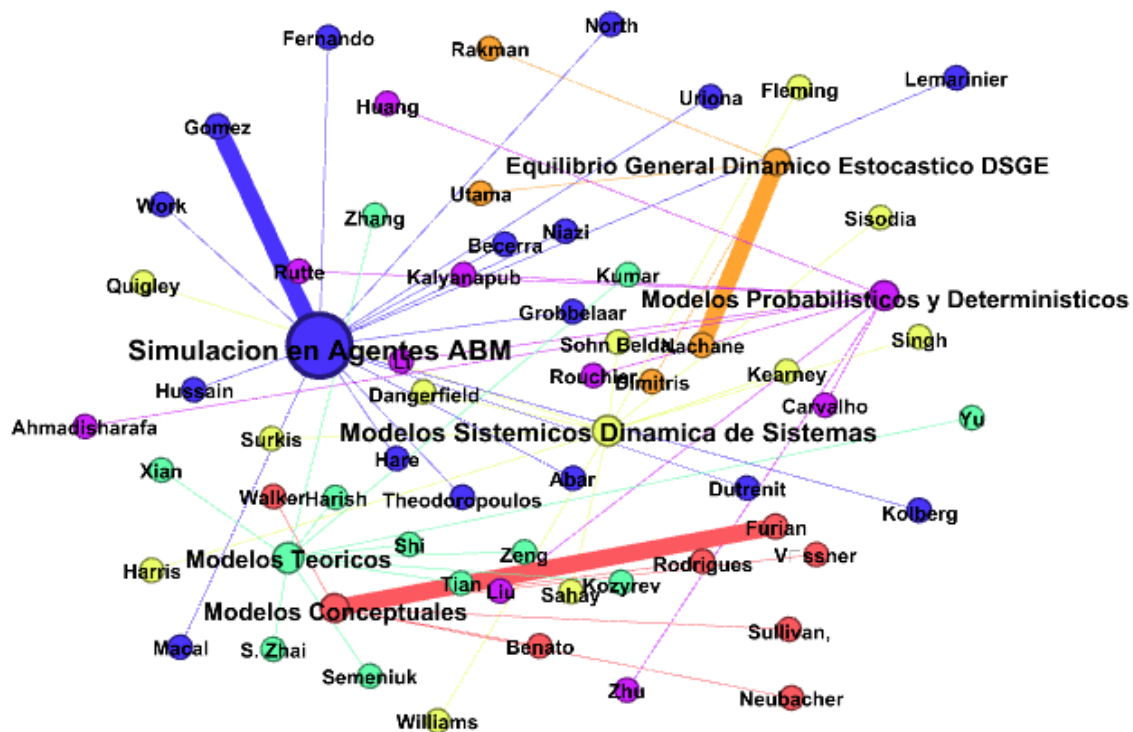 Fernando
North
Rakman
Lemarinier
Fleming
Uriona
Huang
Gomez
Equilibrio General Dinamico Estocastico DSGE
Utama
Work
Zhang
Sisodia
Niazi
Becerra
Rutte
Kalyanapub
Kumar
Quigley
Modelos Probabilisticos y Deterministicos
Grobbelaar
Singh
Simulacion en Agentes ABM
Sohn Belda,
Nachane
Li
Rouchier
Dimitris
Kearney
Hussain
Dangerfield
Carvalho
Ahmadisharafa
Yu
Surkis
Modelos Sistemicos Dinamica de Sistemas
Xian
Hare
Abar
Dutrenit
Walker
Harish
Theodoropoulos
Kolberg
Furian
Shi
Zeng
Modelos Teoricos
Rodrigues
Harris
Tian
Liu
Sahay
Kozyrev
Modelos Conceptuales
Sullivan,
Macal
S. Zhai
Benato
Semeniuk
Zhu
Neubacher
Williams